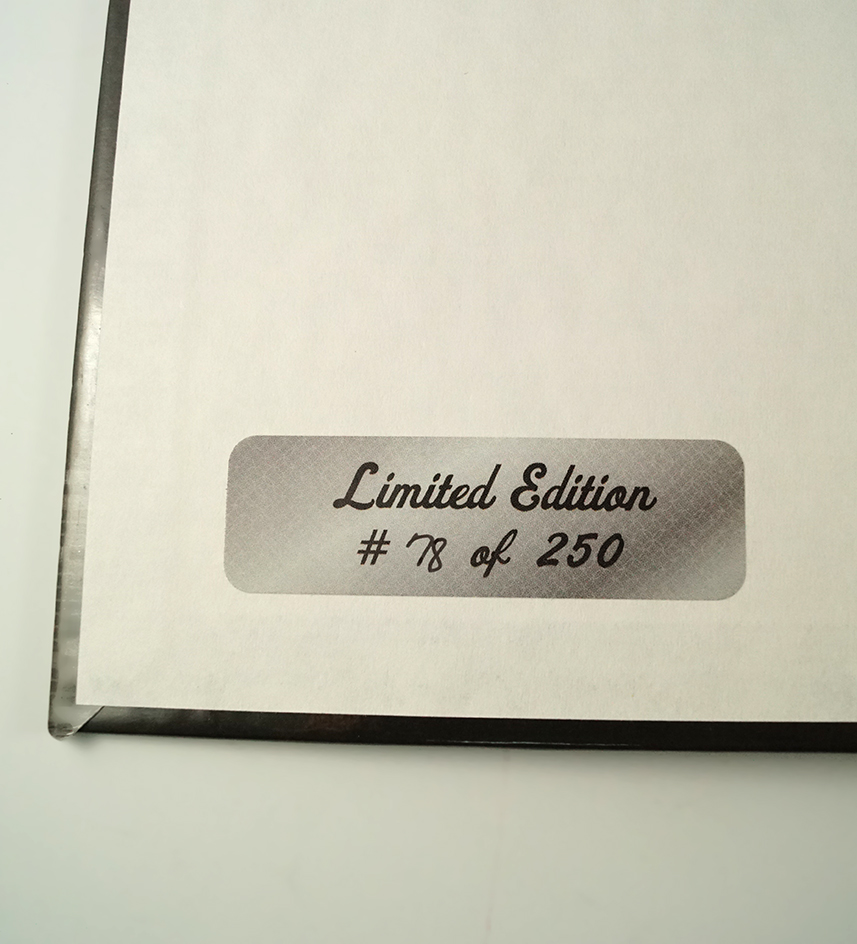 Limited Edition
# 78 of 250